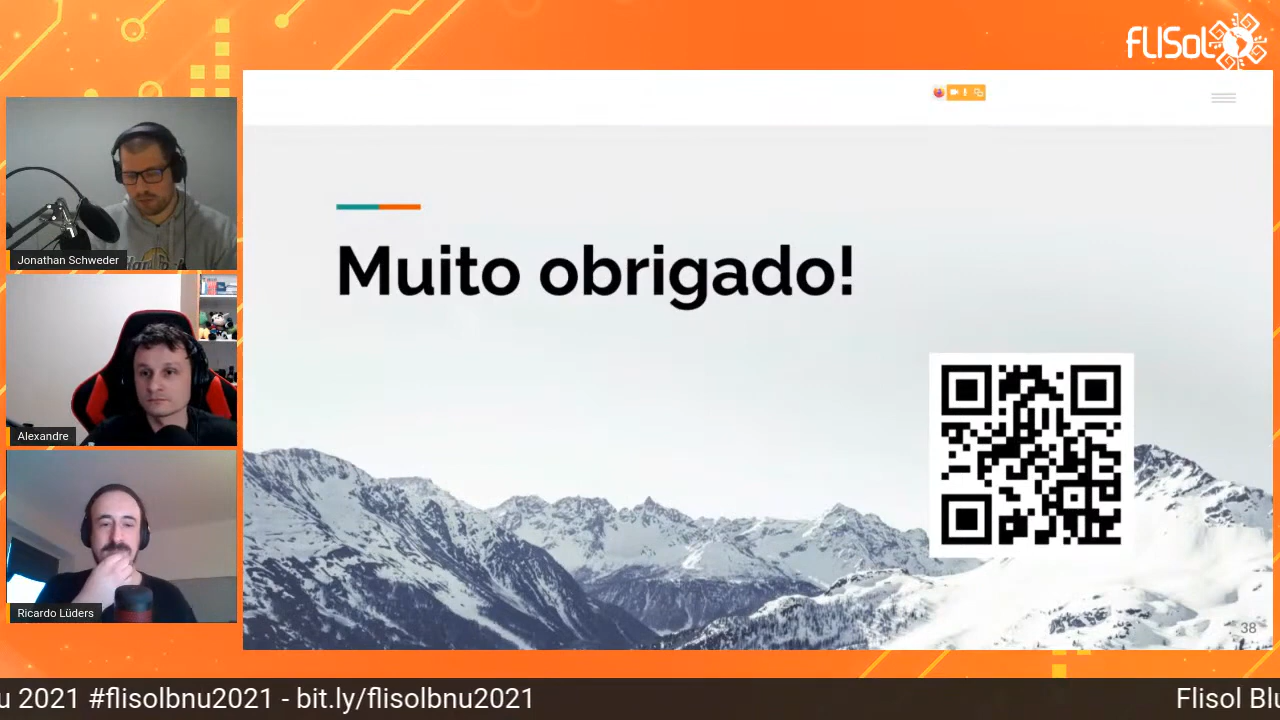 FLISoL
Jonathan Schweder
Alexandre
Ricardo Lüders
Muito obrigado!
38
u 2021 #flisolbnu2021 - bit.ly/flisolbnu2021
Flisol Blu